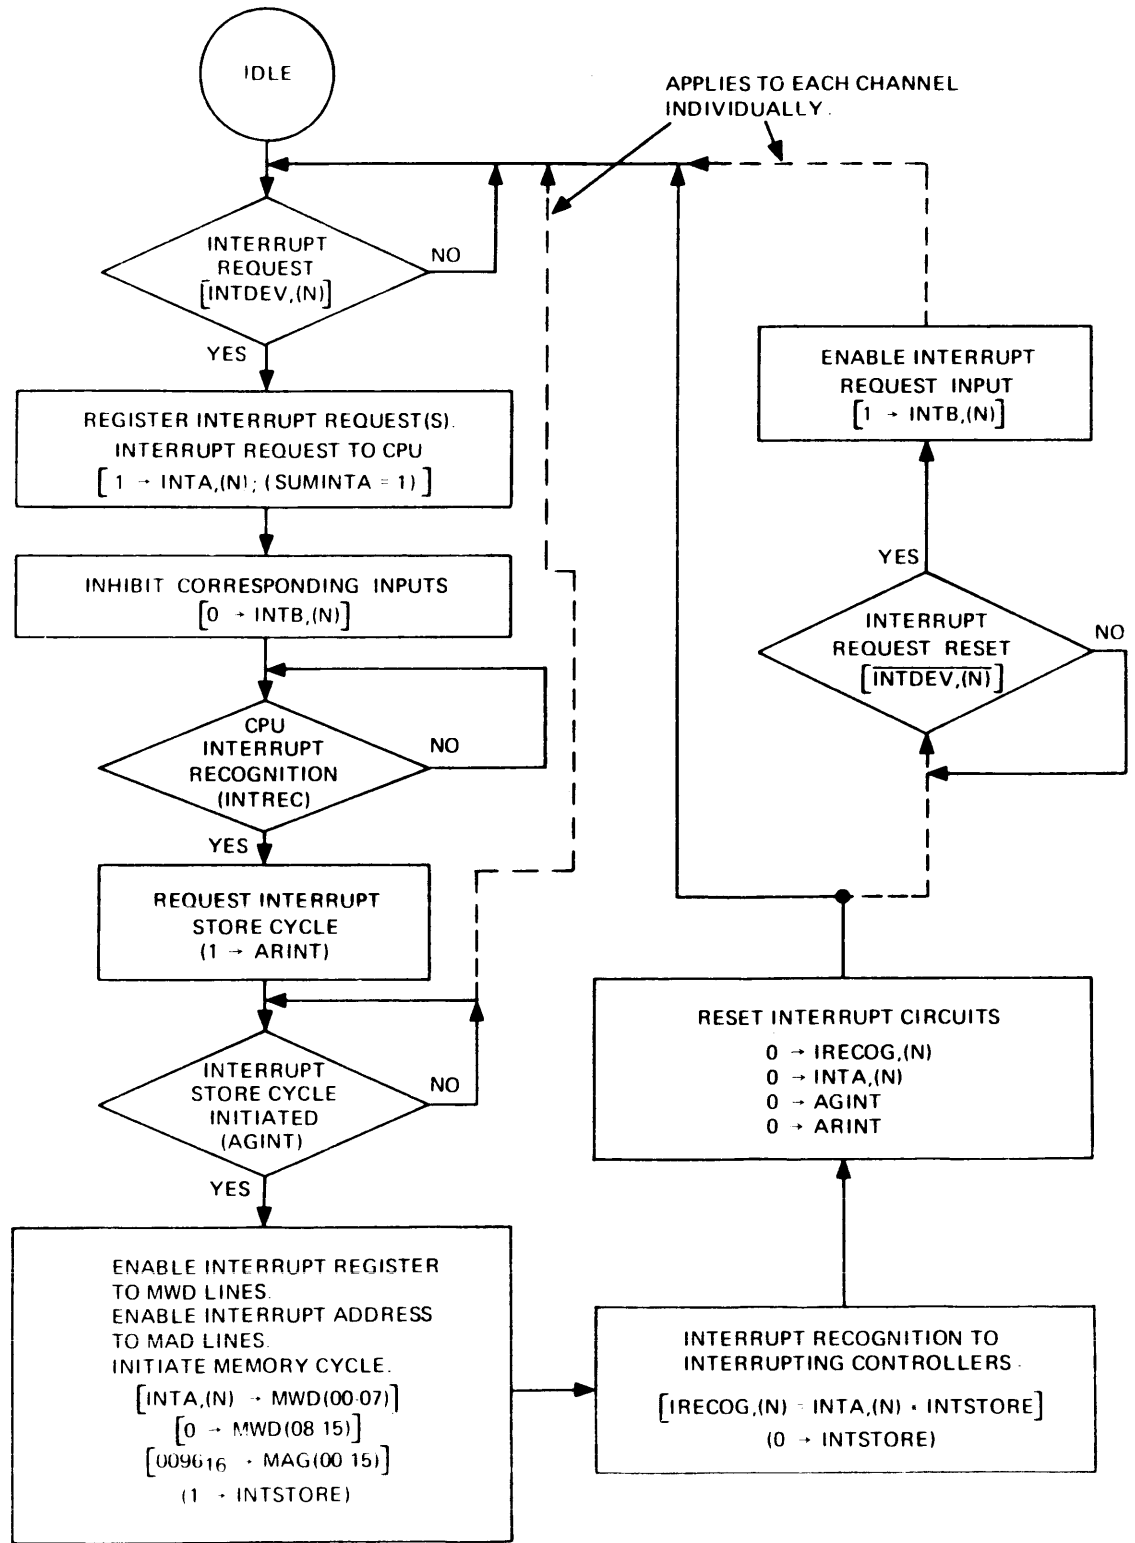 IDLE
APPLIES TO EACH CHANNEL
INDIVIDUALLY.
INTERRUPT
REQUEST
[INTDEV,(N)]
NO
YES
REGISTER INTERRUPT REQUEST(S).
INTERRUPT REQUEST TO CPU
[1 → INTA,(N); (SUMINTA = 1)]
INHIBIT CORRESPONDING INPUTS
[0 → INTB,(N)]
CPU
INTERRUPT
RECOGNITION
(INTREC)
NO
YES
REQUEST INTERRUPT
STORE CYCLE
(1 → ARINT)
INTERRUPT
STORE CYCLE
INITIATED
(AGINT)
NO
YES
ENABLE INTERRUPT REGISTER
TO MWD LINES.
ENABLE INTERRUPT ADDRESS
TO MAD LINES.
INITIATE MEMORY CYCLE.
[INTA,(N) → MWD(00-07)]
[0 → MWD(08 15)]
[0096₁₆ → MAG(00 15)]
(1 → INTSTORE)
INTERRUPT RECOGNITION TO
INTERRUPTING CONTROLLERS.
[IRECOG,(N) = INTA,(N) • INTSTORE]
(0 → INTSTORE)
RESET INTERRUPT CIRCUITS
0 → IRECOG,(N)
0 → INTA,(N)
0 → AGINT
0 → ARINT
INTERRUPT
REQUEST RESET
[I̅N̅T̅D̅E̅V̅,̅(̅N̅)̅]
NO
YES
ENABLE INTERRUPT
REQUEST INPUT
[1 → INTB,(N)]